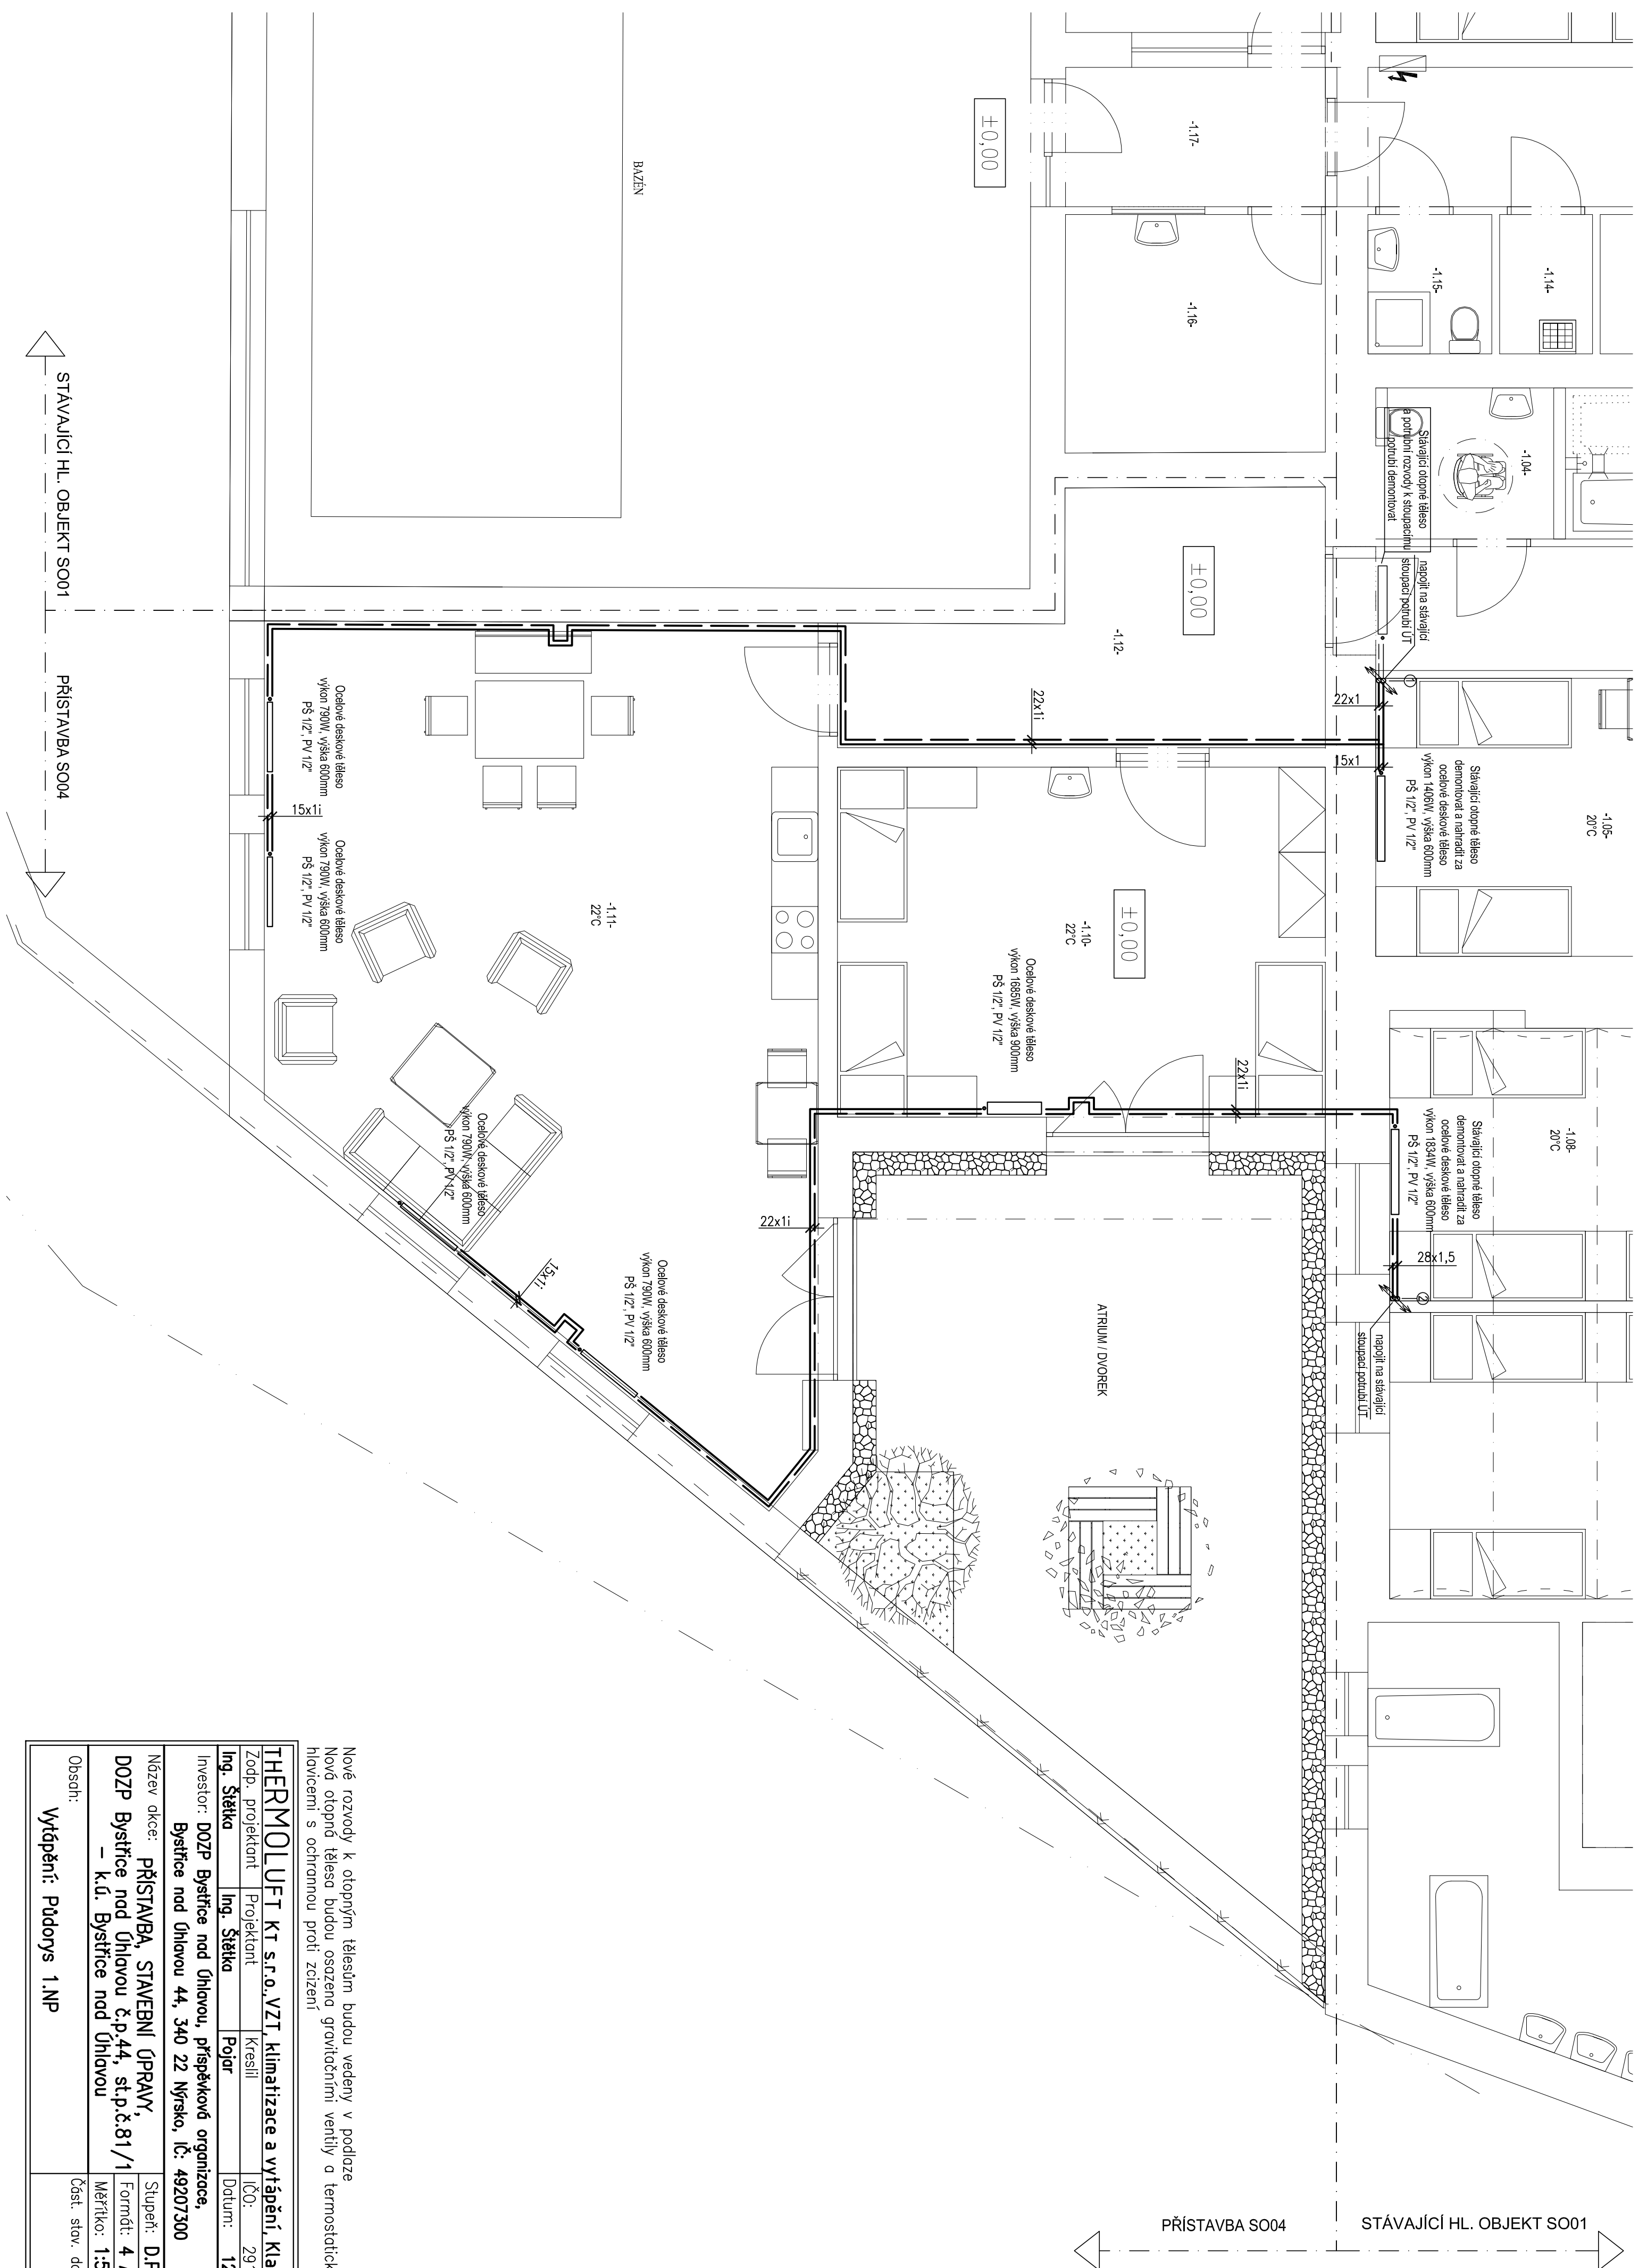 -1.17-
±0,00
BAZÉN
-1.16-
-1.15-
-1.14-
-1.04-
Stávající otopné těleso
a potrubní rozvody k stoupacímu
potrubí demontovat
napojit na stávající
stoupací potrubí ÚT
±0,00
-1.12-
22x1i
22x1
15x1
1
Stávající otopné těleso
demontovat a nahradit za
ocelové deskové těleso
výkon 1406W, výška 600mm
PŠ 1/2", PV 1/2"
-1.05-
20°C
STÁVAJÍCÍ HL. OBJEKT SO01
PŘÍSTAVBA SO04
Ocelové deskové těleso
výkon 790W, výška 600mm
PŠ 1/2", PV 1/2"
15x1i
Ocelové deskové těleso
výkon 790W, výška 600mm
PŠ 1/2", PV 1/2"
-1.11-
22°C
±0,00
-1.10-
22°C
Ocelové deskové těleso
výkon 1685W, výška 900mm
PŠ 1/2", PV 1/2"
22x1i
Stávající otopné těleso
demontovat a nahradit za
ocelové deskové těleso
výkon 1834W, výška 600mm
PŠ 1/2", PV 1/2"
-1.08-
20°C
28x1,5
2
napojit na stávající
stoupací potrubí ÚT
Ocelové deskové těleso
výkon 790W, výška 600mm
PŠ 1/2", PV 1/2"
15x1i
22x1i
Ocelové deskové těleso
výkon 790W, výška 600mm
PŠ 1/2", PV 1/2"
ATRIUM / DVOREK
Nové rozvody k otopným tělesům budou vedeny v podlaze
Nová otopná tělesa budou osazena gravitačními ventily a termostatick
hlavicemi s ochrannou proti zcizení
THERMOLUFT KT s.r.o.,VZT, klimatizace a vytápění, Kla
Zodp. projektant Projektant Kreslil IČO: 291
Ing. Štětka Ing. Štětka Pojar Datum: 12
Investor: DOZP Bystřice nad Úhlavou, příspěvková organizace,
Bystřice nad Úhlavou 44, 340 22 Nýrsko, IČ: 49207300
Název akce: PŘÍSTAVBA, STAVEBNÍ ÚPRAVY,
DOZP Bystřice nad Úhlavou č.p.44, st.p.č.81/1
– k.ú. Bystřice nad Úhlavou
Stupeň: D.P
Formát: 4 A
Měřítko: 1:5
Obsah:
Vytápění: Půdorys 1.NP
Část. stav. do
PŘÍSTAVBA SO04
STÁVAJÍCÍ HL. OBJEKT SO01